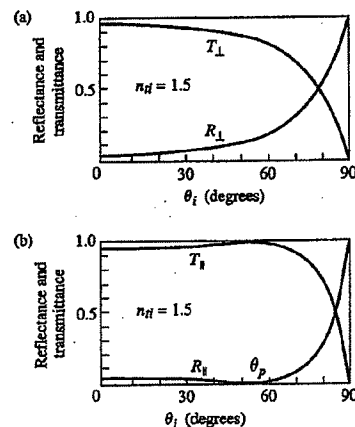 (a)
Reflectance and
transmittance
1.0
0.5
T⊥
n_ti = 1.5
R⊥
0 30 60 90
θ_i (degrees)
(b)
Reflectance and
transmittance
1.0
0.5
0
T∥
n_ti = 1.5
R∥ θ_p
0 30 60 90
θ_i (degrees)